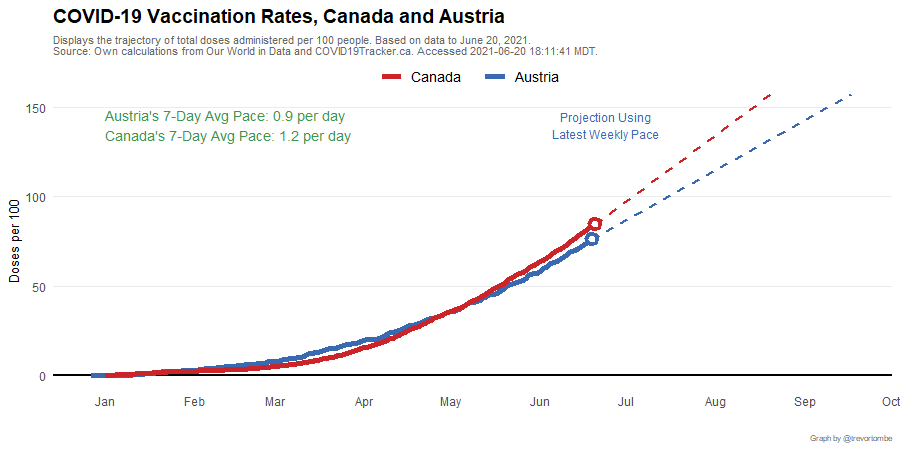 COVID-19 Vaccination Rates, Canada and Austria
Displays the trajectory of total doses administered per 100 people. Based on data to June 20, 2021.
Source: Own calculations from Our World in Data and COVID19Tracker.ca. Accessed 2021-06-20 18:11:41 MDT.
Canada Austria
Austria's 7-Day Avg Pace: 0.9 per day
Canada's 7-Day Avg Pace: 1.2 per day
Projection Using
Latest Weekly Pace
Doses per 100
150
100
50
0
Jan Feb Mar Apr May Jun Jul Aug Sep Oct
Graph by @trevortombe